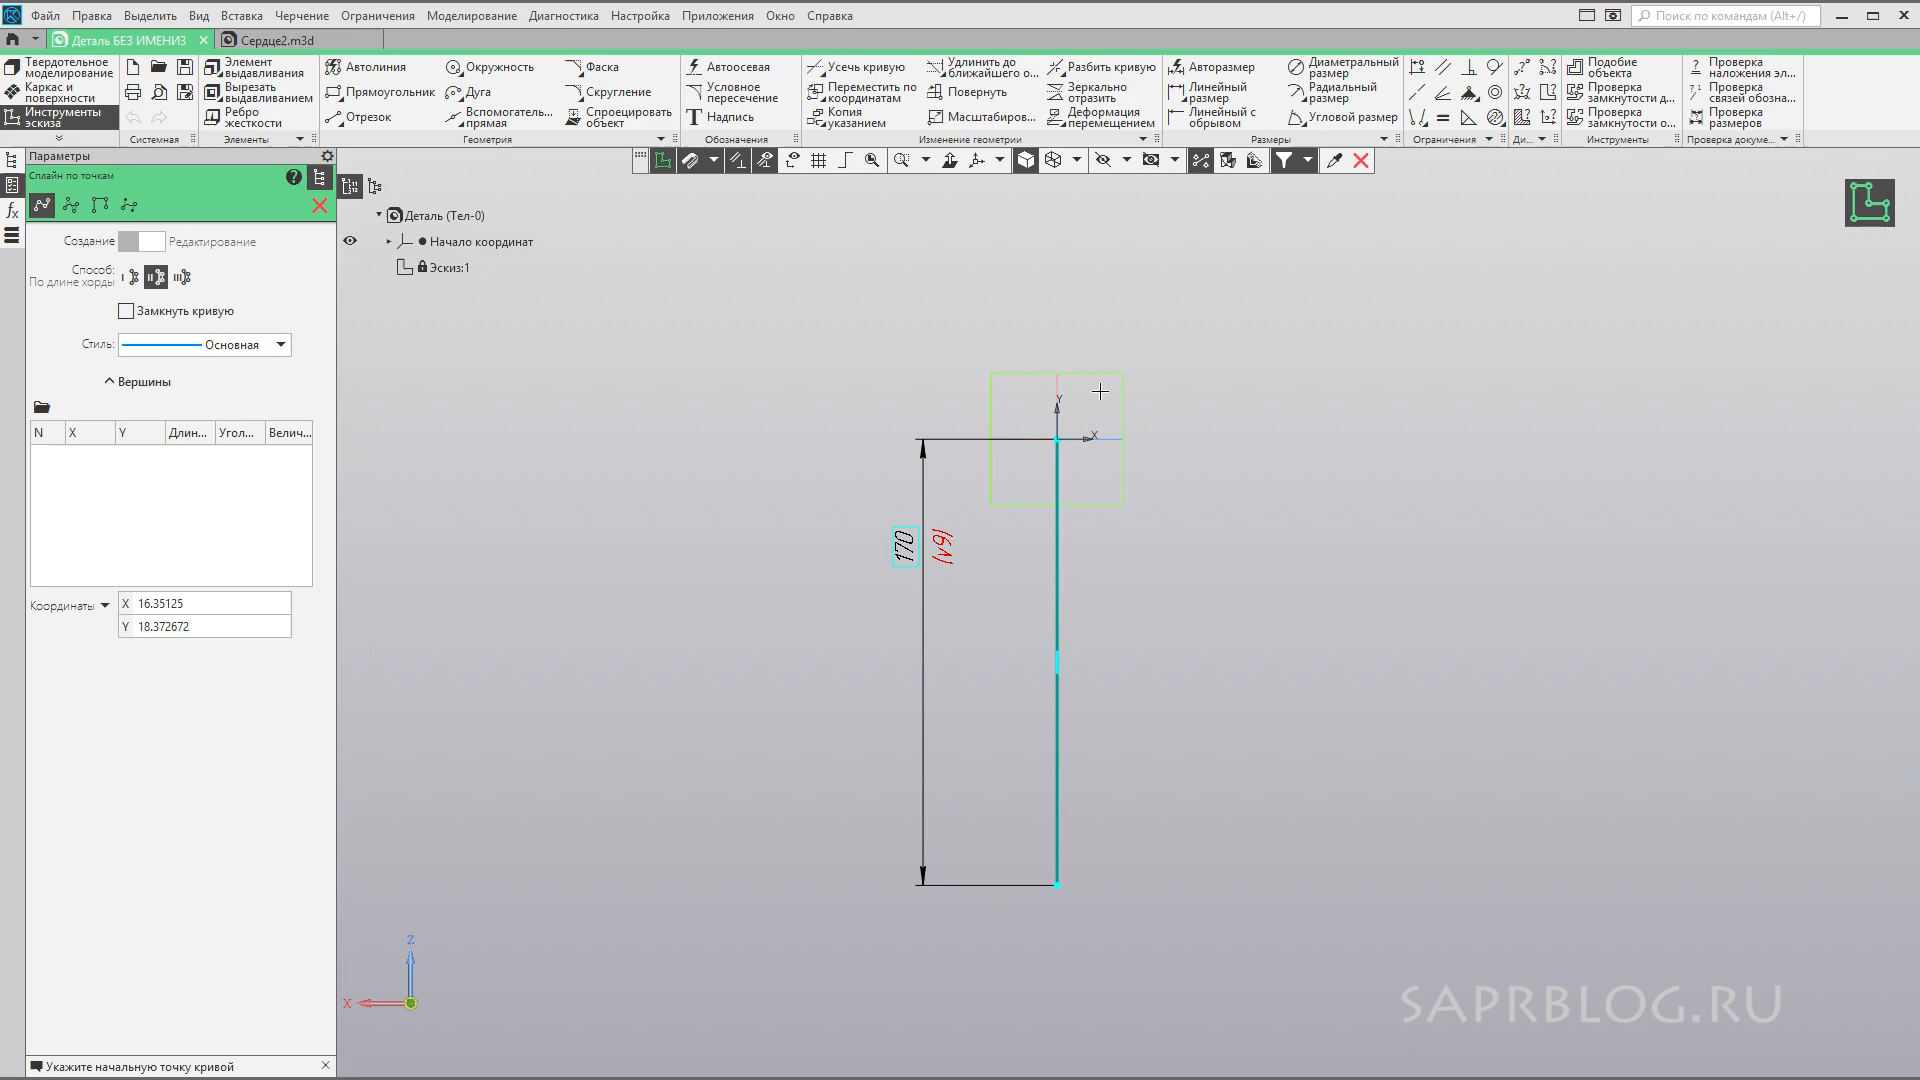 Файл Правка Выделить Вид Вставка Черчение Ограничения Моделирование Диагностика Настройка Приложения Окно Справка Поиск по командам (Alt+/)
Деталь БЕЗ ИМЕНИ3 Сердце2.m3d
Твердотельное моделирование
Каркас и поверхности
Инструменты эскиза
Системная
Элемент выдавливания
Вырезать выдавливанием
Ребро жесткости
Элементы
Автолиния Окружность Фаска
Прямоугольник Дуга Скругление
Отрезок Вспомогатель... прямая Спроецировать объект
Геометрия
Автоосевая
Условное пересечение
Надпись
Обозначения
Усечь кривую Удлинить до ближайшего о... Разбить кривую
Переместить по координатам Повернуть Зеркально отразить
Копия указанием Масштабиров... Деформация перемещением
Изменение геометрии
Авторазмер Диаметральный размер
Линейный размер Радиальный размер
Линейный с обрывом Угловой размер
Размеры
Ограничения
Ди...
Подобие объекта
Проверка замкнутости д...
Проверка замкнутости о...
Инструменты
Проверка наложения эл...
Проверка связей обозна...
Проверка размеров
Проверка докуме...
Параметры
Сплайн по точкам
Создание Редактирование
Способ:
По длине хорды
Замкнуть кривую
Стиль: Основная
Вершины
N X Y Длин... Угол... Велич...
Координаты X 16.35125
Y 18.372672
Укажите начальную точку кривой
Деталь (Тел-0)
Начало координат
Эскиз:1
Y
X
170
(v9)
Z
X
SAPRBLOG.RU